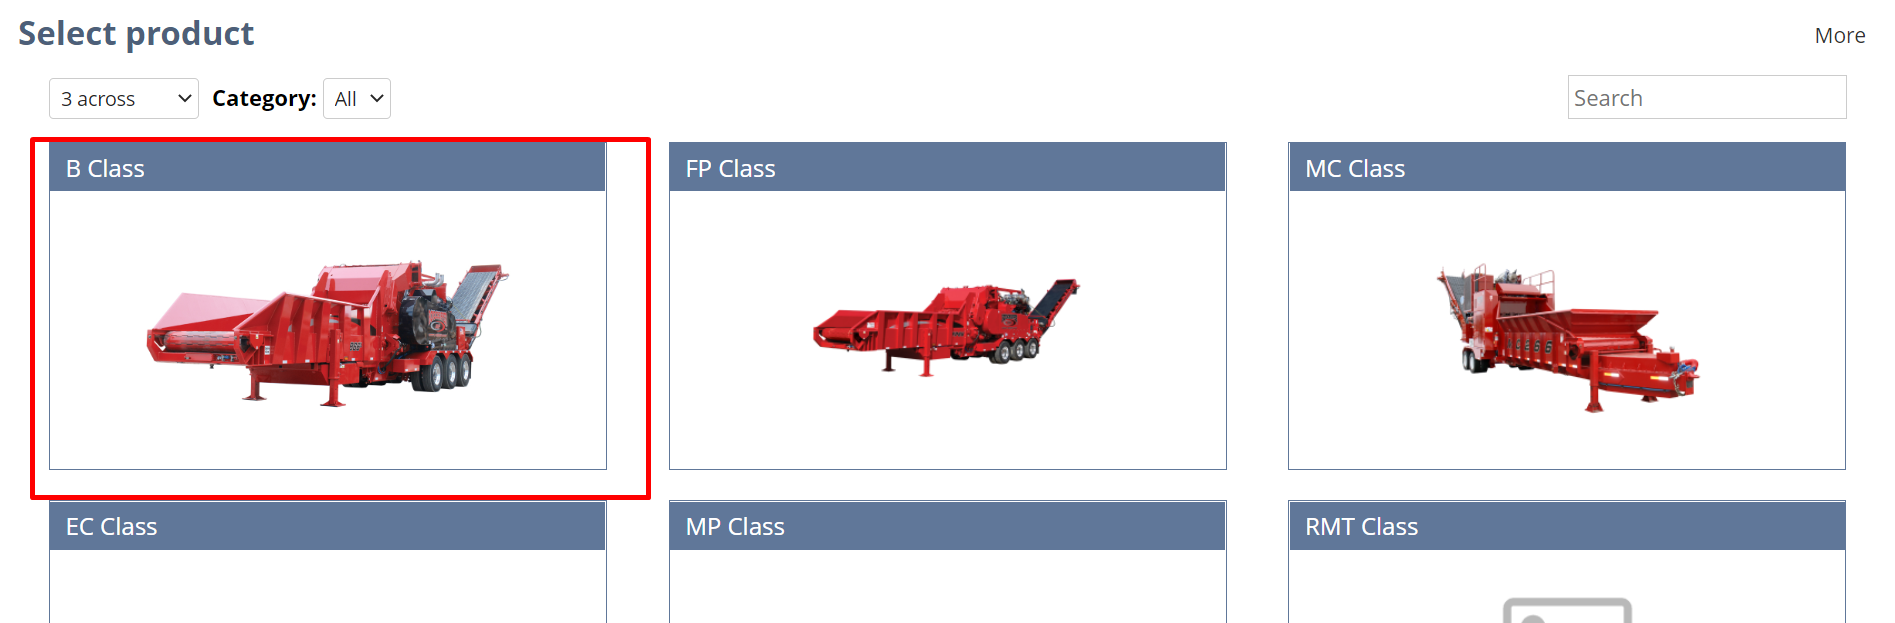 Select product
More
3 across
Category:
All
Search
B Class
FP Class
MC Class
EC Class
MP Class
RMT Class